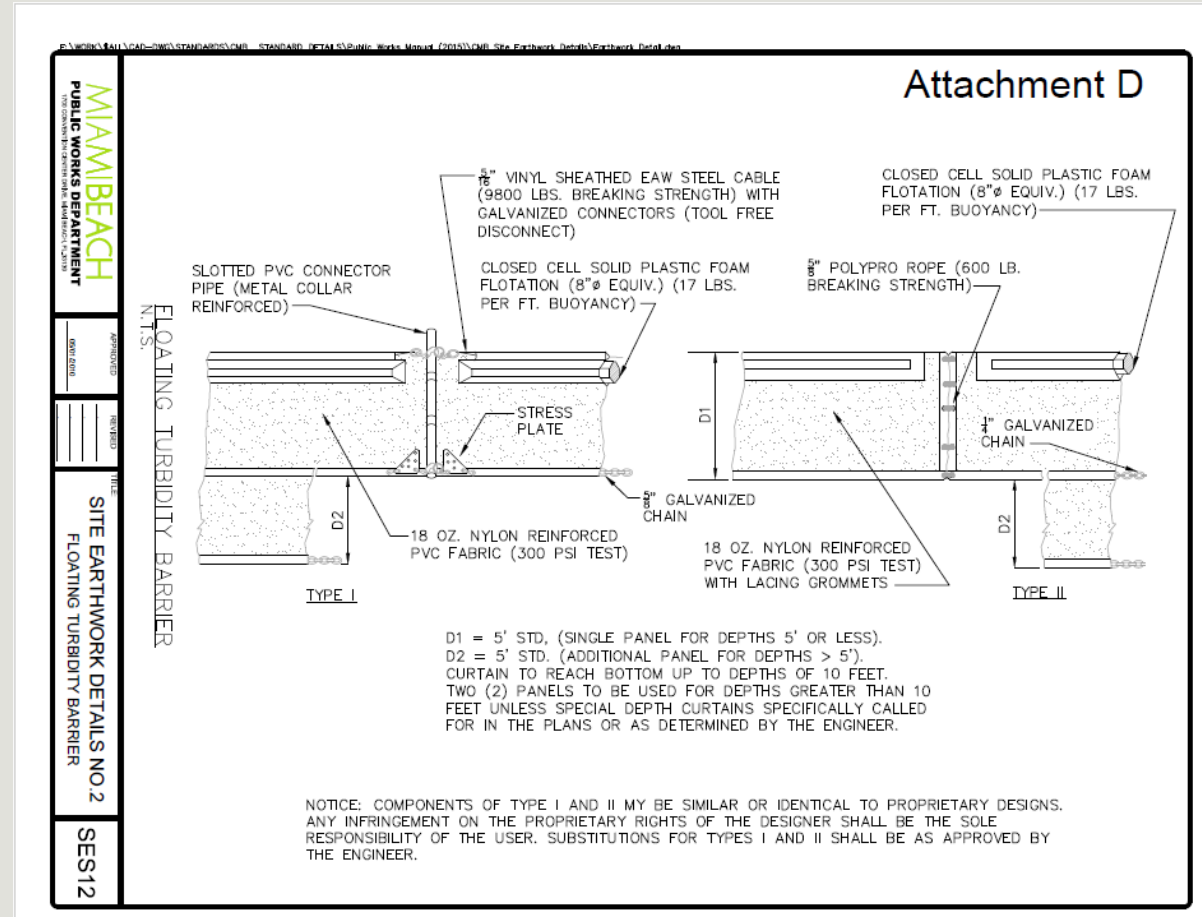 Attachment D
MIAMIBEACH
PUBLIC WORKS DEPARTMENT
1700 CONVENTION CENTER DRIVE, MIAMI BEACH, FL 33139
APPROVED
REVISED
TITLE
SITE EARTHWORK DETAILS NO.2
FLOATING TURBIDITY BARRIER
SES12
FLOATING TURBIDITY BARRIER
N.T.S.
SLOTTED PVC CONNECTOR
PIPE (METAL COLLAR
REINFORCED)
5/16" VINYL SHEATHED EAW STEEL CABLE
(9800 LBS. BREAKING STRENGTH) WITH
GALVANIZED CONNECTORS (TOOL FREE
DISCONNECT)
CLOSED CELL SOLID PLASTIC FOAM
FLOTATION (8"ø EQUIV.) (17 LBS.
PER FT. BUOYANCY)
STRESS
PLATE
5/8" GALVANIZED
CHAIN
D2
18 OZ. NYLON REINFORCED
PVC FABRIC (300 PSI TEST)
TYPE I
CLOSED CELL SOLID PLASTIC FOAM
FLOTATION (8"ø EQUIV.) (17 LBS.
PER FT. BUOYANCY)
5/8" POLYPRO ROPE (600 LB.
BREAKING STRENGTH)
D1
1/4" GALVANIZED
CHAIN
D2
18 OZ. NYLON REINFORCED
PVC FABRIC (300 PSI TEST)
WITH LACING GROMMETS
TYPE II
D1 = 5' STD, (SINGLE PANEL FOR DEPTHS 5' OR LESS).
D2 = 5' STD. (ADDITIONAL PANEL FOR DEPTHS > 5').
CURTAIN TO REACH BOTTOM UP TO DEPTHS OF 10 FEET.
TWO (2) PANELS TO BE USED FOR DEPTHS GREATER THAN 10
FEET UNLESS SPECIAL DEPTH CURTAINS SPECIFICALLY CALLED
FOR IN THE PLANS OR AS DETERMINED BY THE ENGINEER.
NOTICE: COMPONENTS OF TYPE I AND II MY BE SIMILAR OR IDENTICAL TO PROPRIETARY DESIGNS.
ANY INFRINGEMENT ON THE PROPRIETARY RIGHTS OF THE DESIGNER SHALL BE THE SOLE
RESPONSIBILITY OF THE USER. SUBSTITUTIONS FOR TYPES I AND II SHALL BE AS APPROVED BY
THE ENGINEER.